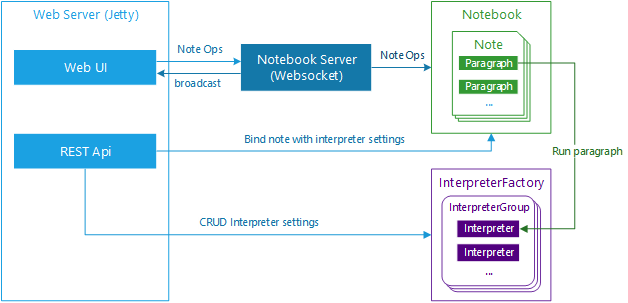 Web Server (Jetty)
Notebook
Note Ops
Web UI
broadcast
Notebook Server
(Websocket)
Note Ops
Note
Paragraph
Paragraph
...
REST Api
Bind note with interpreter settings
Run paragraph
InterpreterFactory
InterpreterGroup
CRUD Interpreter settings
Interpreter
Interpreter
...